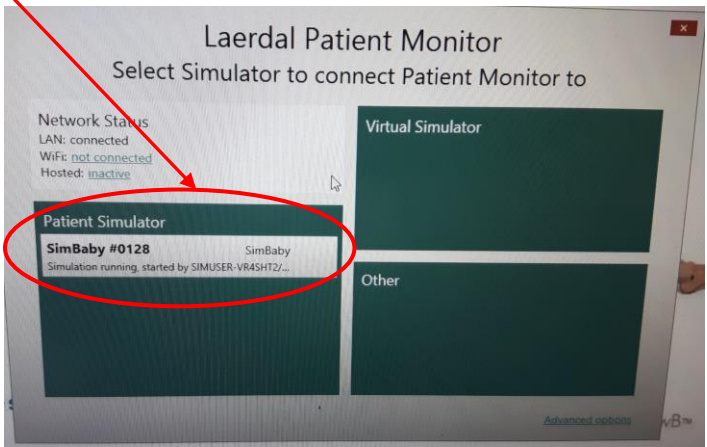 Laerdal Patient Monitor
Select Simulator to connect Patient Monitor to
Network Status
LAN: connected
WiFi: not connected
Hosted: inactive
Virtual Simulator
Patient Simulator
SimBaby #0128 SimBaby
Simulation running, started by SIMUSER-VR4SHT2/...
Other
Advanced options